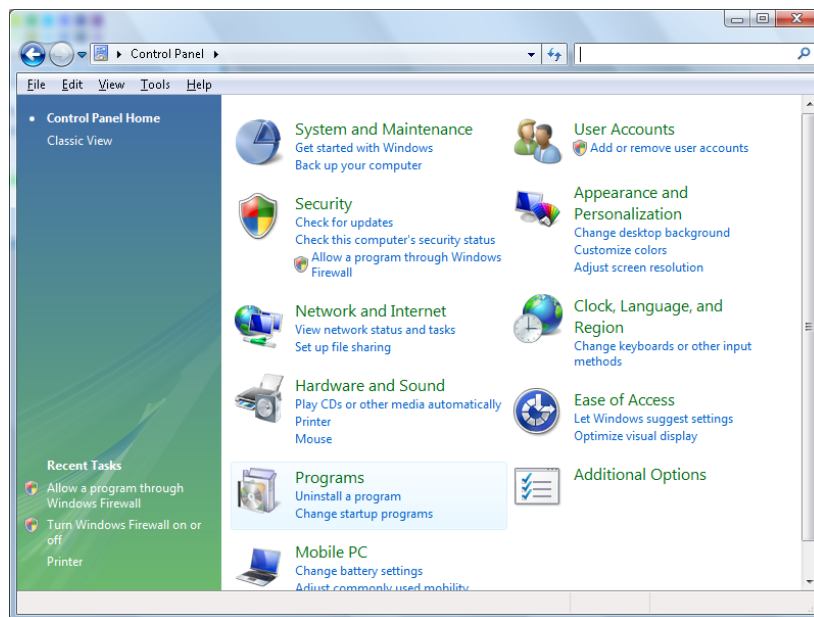 Control Panel
File Edit View Tools Help
Control Panel Home
Classic View
System and Maintenance
Get started with Windows
Back up your computer
Security
Check for updates
Check this computer's security status
Allow a program through Windows
Firewall
Network and Internet
View network status and tasks
Set up file sharing
Hardware and Sound
Play CDs or other media automatically
Printer
Mouse
Programs
Uninstall a program
Change startup programs
Mobile PC
Change battery settings
Adjust commonly used mobility
User Accounts
Add or remove user accounts
Appearance and
Personalization
Change desktop background
Customize colors
Adjust screen resolution
Clock, Language, and
Region
Change keyboards or other input
methods
Ease of Access
Let Windows suggest settings
Optimize visual display
Additional Options
Recent Tasks
Allow a program through
Windows Firewall
Turn Windows Firewall on or
off
Printer